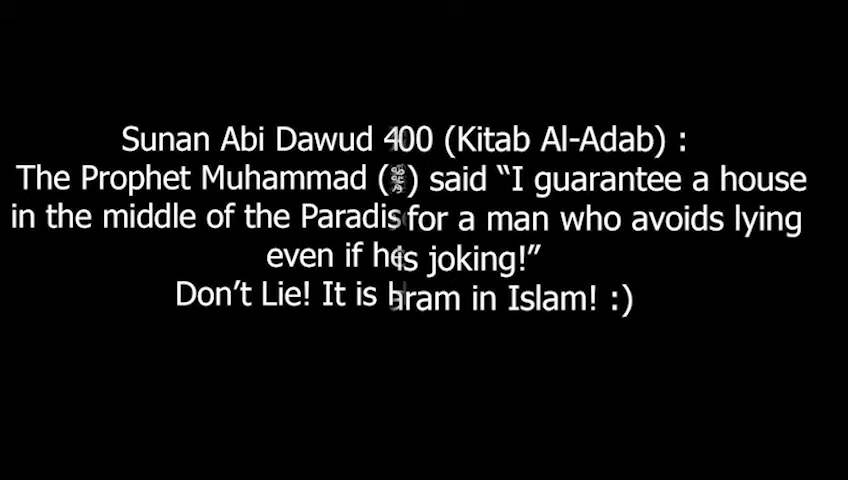 Sunan Abi Dawud 400 (Kitab Al-Adab) :
The Prophet Muhammad (ﷺ) said “I guarantee a house
in the middle of the Paradise for a man who avoids lying
even if he is joking!”
Don’t Lie! It is haram in Islam! :)